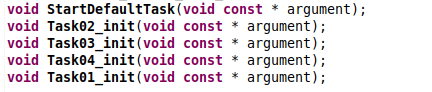 void StartDefaultTask(void const * argument);
void Task02_init(void const * argument);
void Task03_init(void const * argument);
void Task04_init(void const * argument);
void Task01_init(void const * argument);